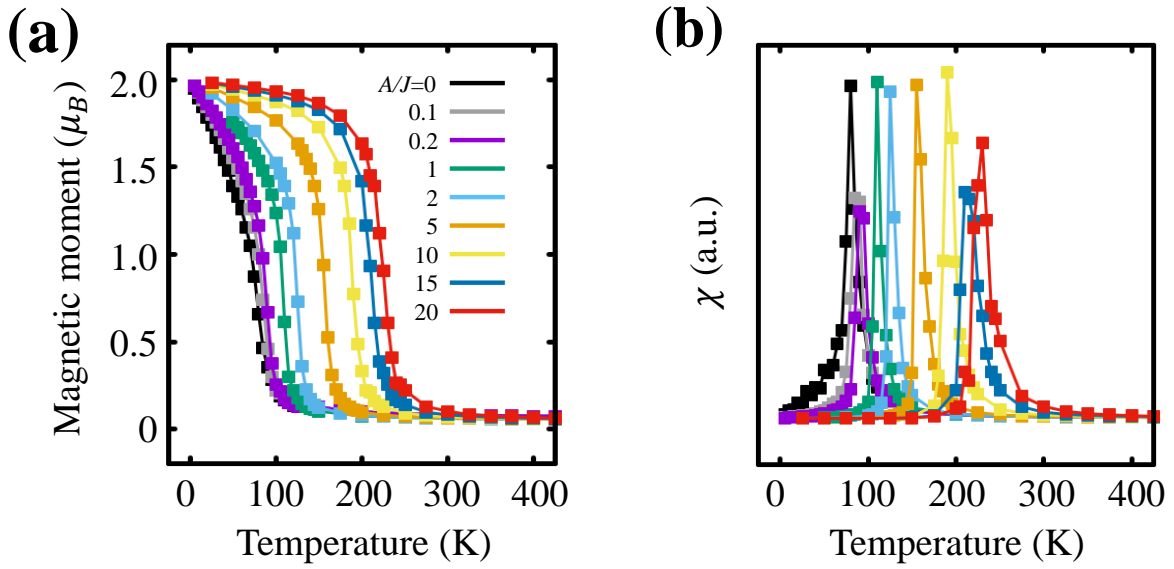 (a)
Magnetic moment (μB)
2.0
1.5
1.0
0.5
0
A/J=0
0.1
0.2
1
2
5
10
15
20
0 100 200 300 400
Temperature (K)
(b)
χ (a.u.)
0 100 200 300 400
Temperature (K)